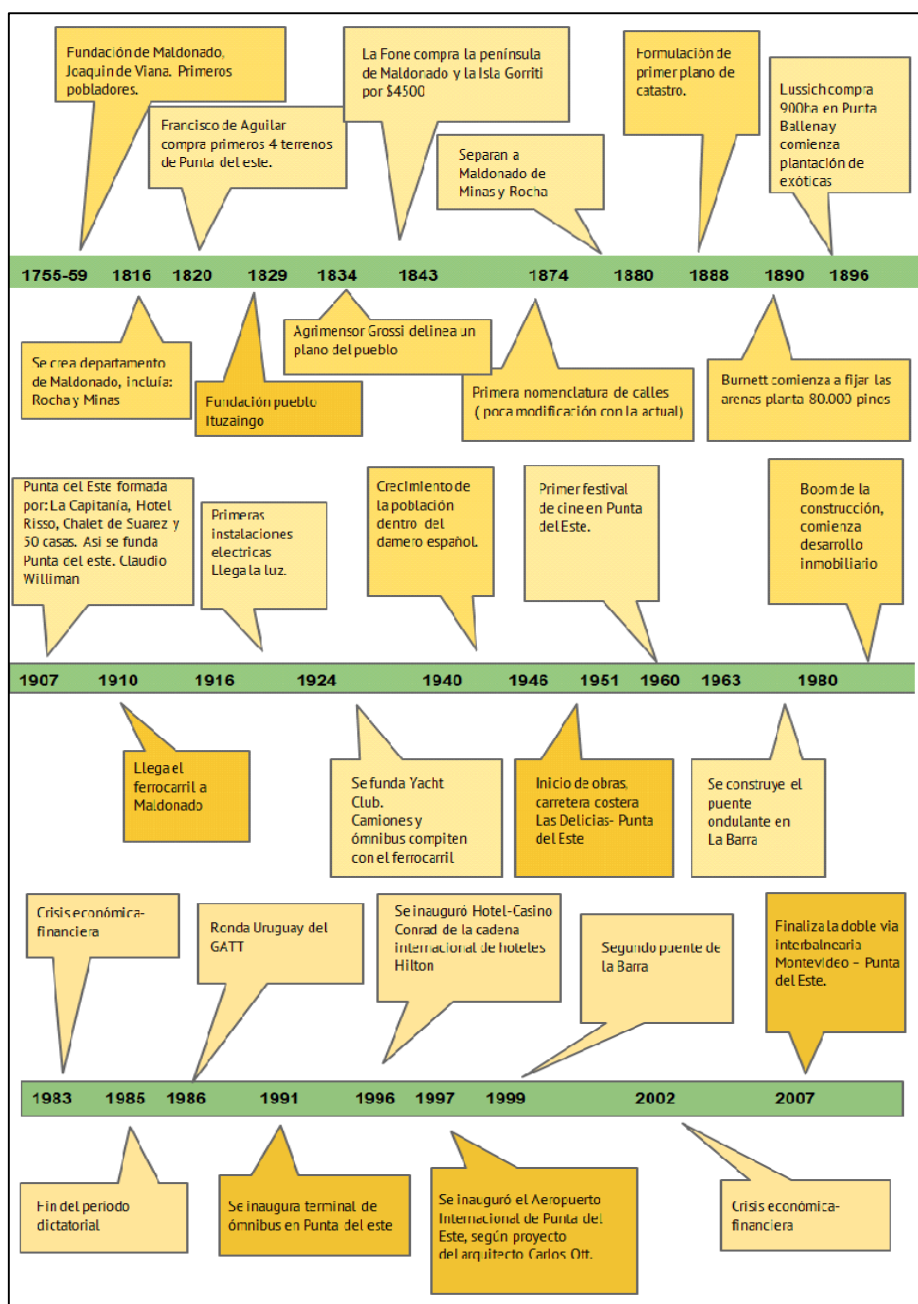 Fundación de Maldonado,
Joaquin de Viana. Primeros
pobladores.
Francisco de Aguilar
compra primeros 4 terrenos
de Punta del este.
La Fone compra la península
de Maldonado y la Isla Gorriti
por $4500
Separan a
Maldonado de
Minas y Rocha
Formulación de
primer plano de
catastro.
Lussich compra
900ha en Punta
Ballena y
comienza
plantación de
exóticas
1755-59 1816 1820 1829 1834 1843 1874 1880 1888 1890 1896
Se crea departamento
de Maldonado, incluía:
Rocha y Minas
Fundación pueblo
Ituzaingo
Agrimensor Grossi delinea un
plano del pueblo
Primera nomenclatura de calles
( poca modificación con la actual)
Burnett comienza a fijar las
arenas planta 80.000 pinos
Punta del Este formada
por: La Capitanía, Hotel
Risso, Chalet de Suarez y
50 casas. Asi se funda
Punta del este. Claudio
Williman
Primeras
instalaciones
electricas
Llega la luz.
Crecimiento de
la población
dentro del
damero español.
Primer festival
de cine en Punta
del Este.
Boom de la
construcción,
comienza
desarrollo
inmobiliario
1907 1910 1916 1924 1940 1946 1951 1960 1963 1980
Llega el
ferrocarril a
Maldonado
Se funda Yacht
Club.
Camiones y
ómnibus compiten
con el ferrocarril
Inicio de obras,
carretera costera
Las Delicias- Punta
del Este
Se construye el
puente
ondulante en
La Barra
Crisis económica-
financiera
Ronda Uruguay del
GATT
Se inauguró Hotel-Casino
Conrad de la cadena
internacional de hoteles
Hilton
Segundo puente de
la Barra
Finaliza la doble via
interbalnearia
Montevideo – Punta
del Este.
1983 1985 1986 1991 1996 1997 1999 2002 2007
Fin del periodo
dictatorial
Se inaugura terminal de
ómnibus en Punta del este
Se inauguró el Aeropuerto
Internacional de Punta del
Este, según proyecto
del arquitecto Carlos Ott.
Crisis económica-
financiera